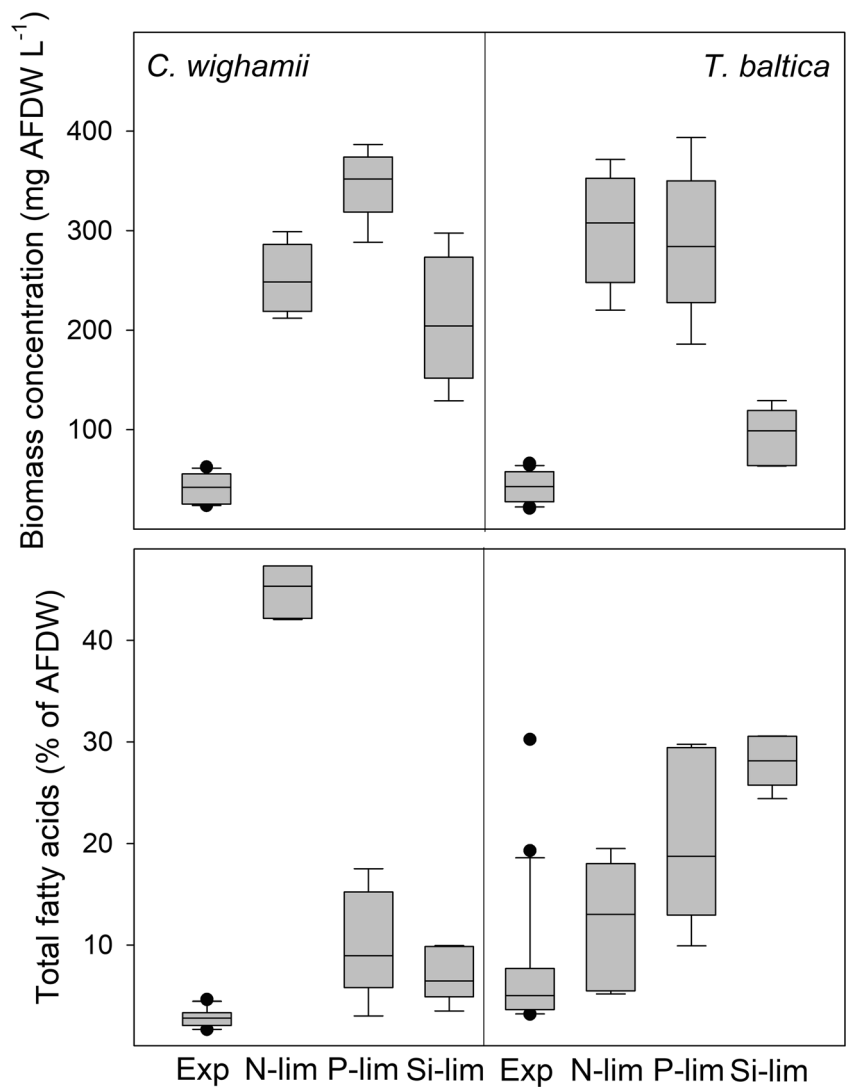 Biomass concentration (mg AFDW L⁻¹)
C. wighamii
T. baltica
400
300
200
100
Total fatty acids (% of AFDW)
40
30
20
10
Exp N-lim P-lim Si-lim Exp N-lim P-lim Si-lim